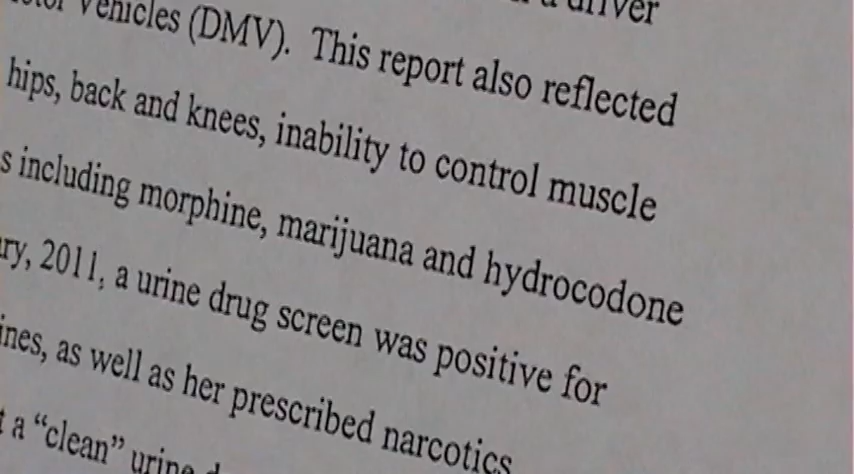 driver
Vehicles (DMV). This report also reflected
hips, back and knees, inability to control muscle
s including morphine, marijuana and hydrocodone
ry, 2011, a urine drug screen was positive for
ines, as well as her prescribed narcotics
a “clean” urine